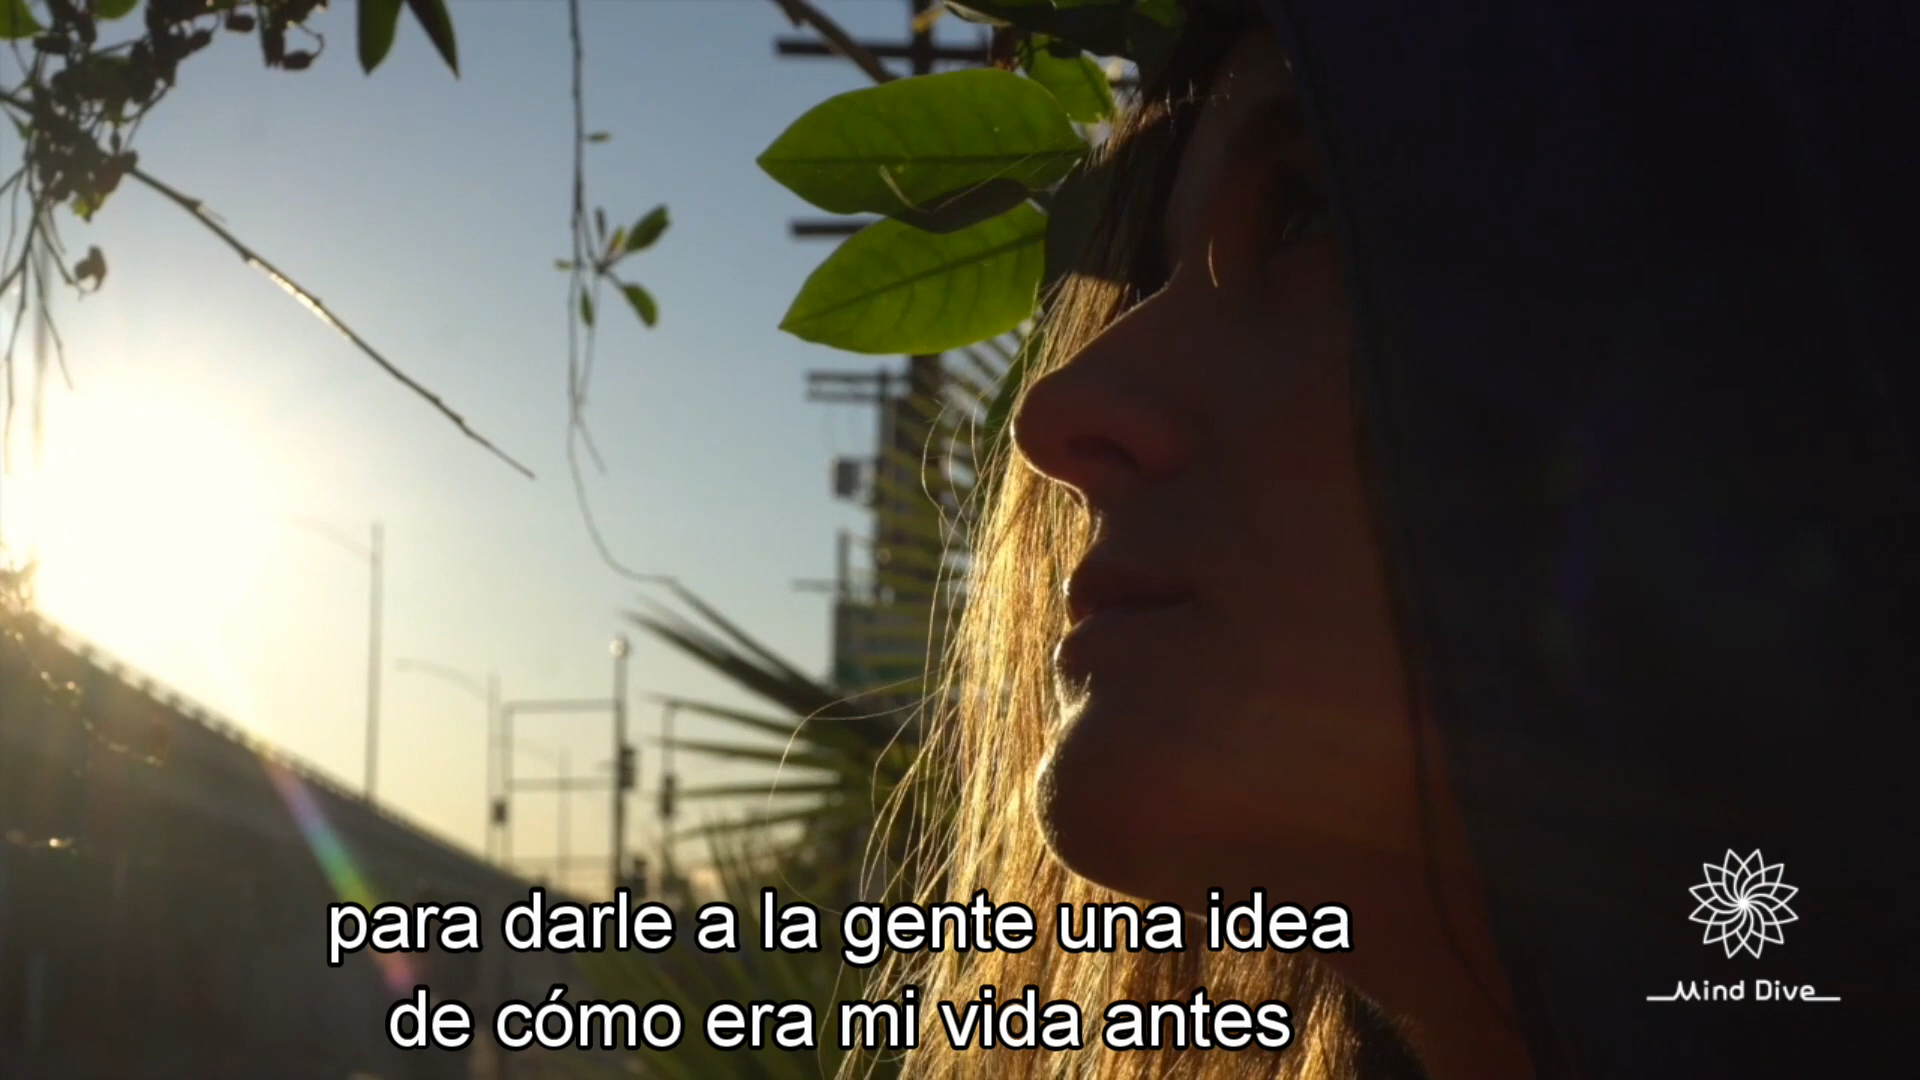 para darle a la gente una idea
de cómo era mi vida antes
Mind Dive